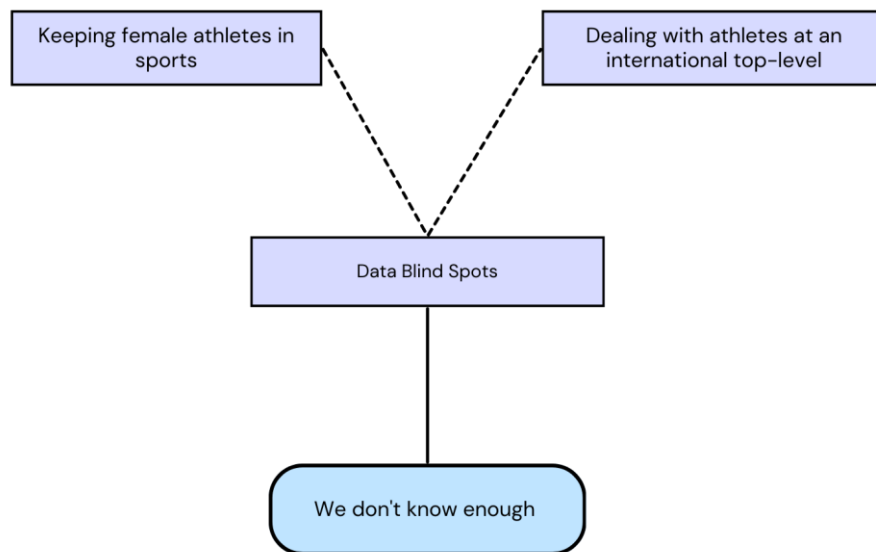 Keeping female athletes in
sports
Dealing with athletes at an
international top-level
Data Blind Spots
We don't know enough